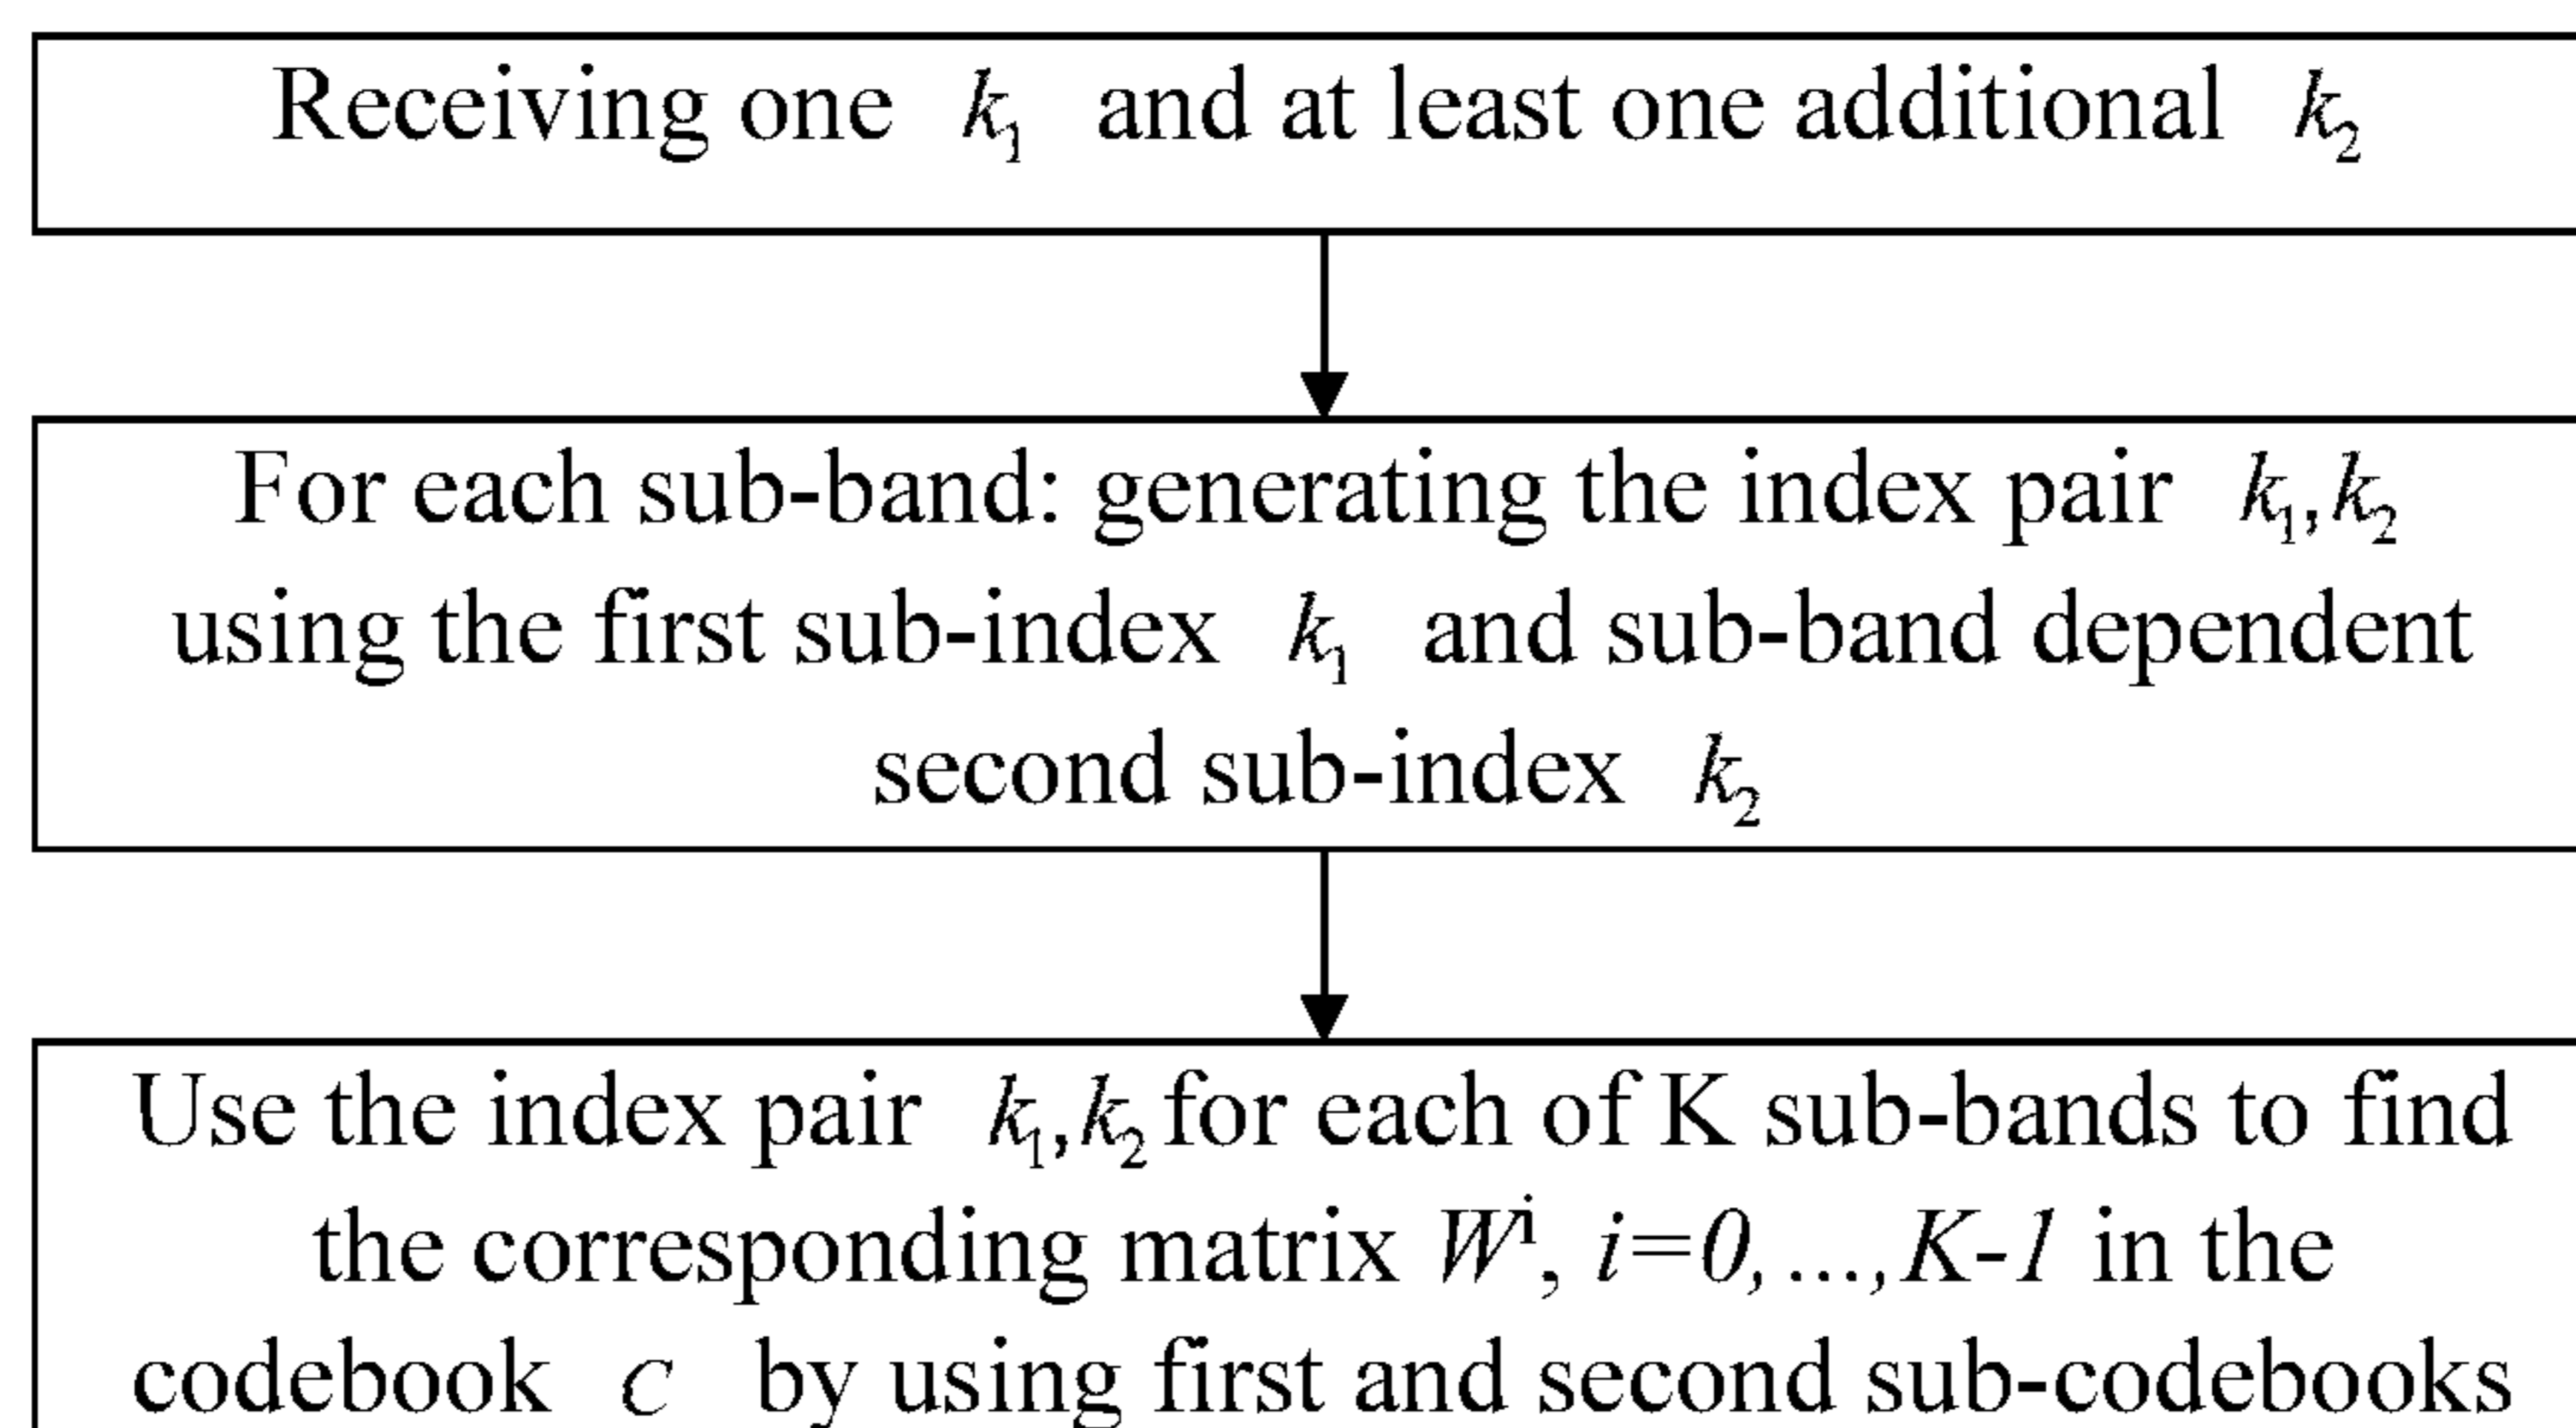 Receiving one k₁ and at least one additional k₂
For each sub-band: generating the index pair k₁,k₂
using the first sub-index k₁ and sub-band dependent
second sub-index k₂
Use the index pair k₁,k₂ for each of K sub-bands to find
the corresponding matrix Wⁱ, i=0,...,K-1 in the
codebook C by using first and second sub-codebooks